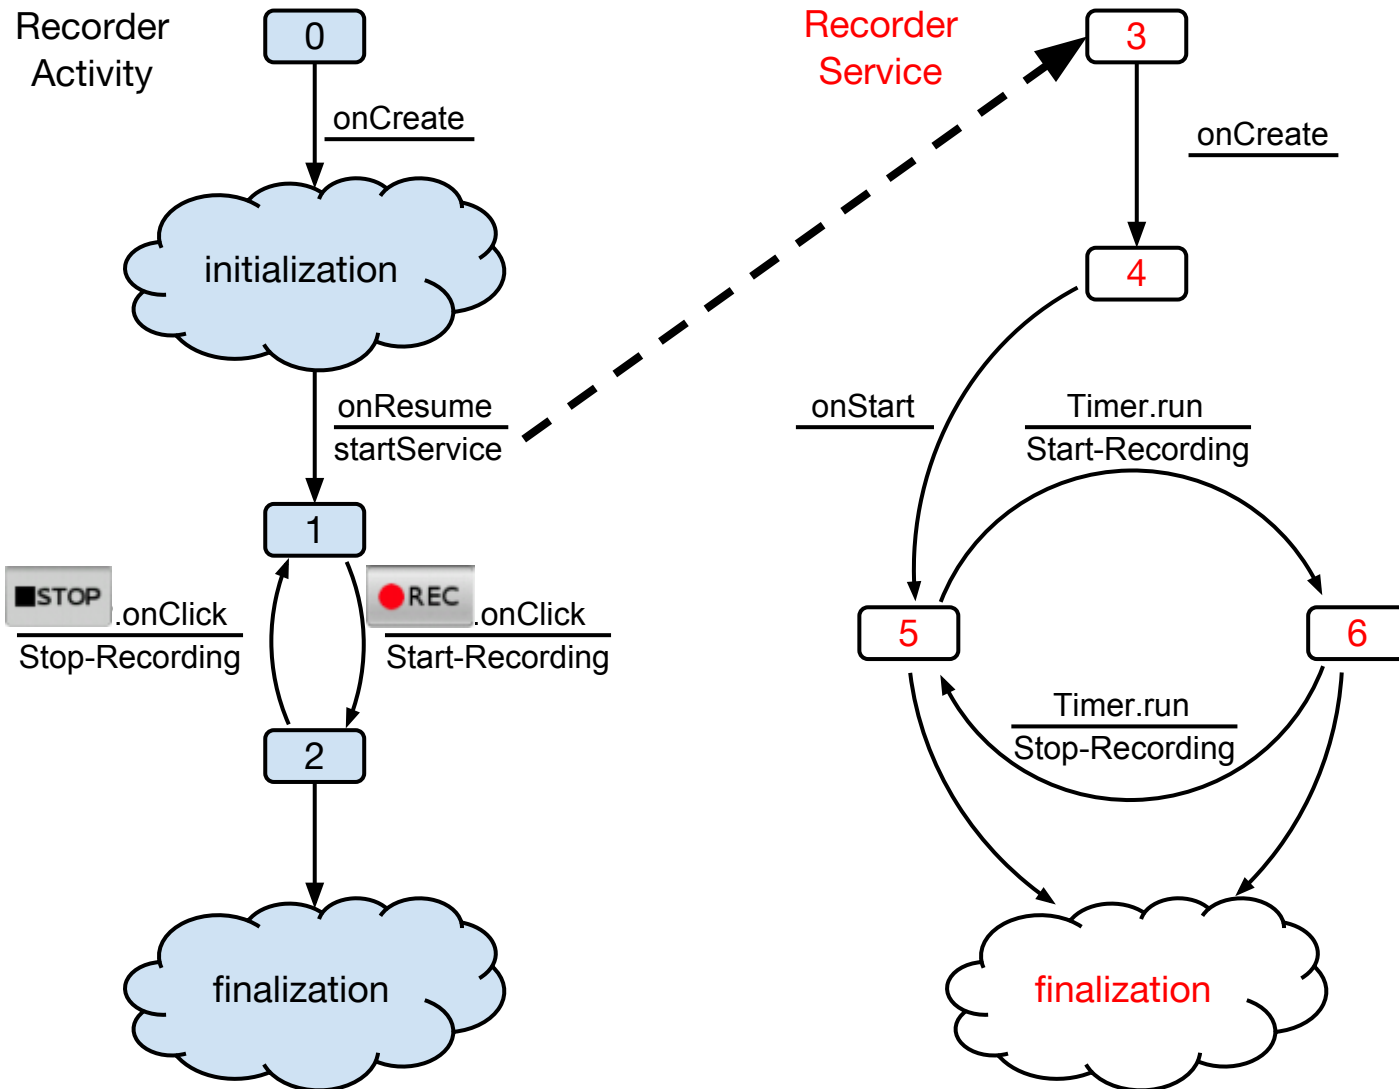 Recorder
Activity
0
onCreate
initialization
onResume
startService
1
STOP.onClick
Stop-Recording
REC.onClick
Start-Recording
2
finalization
Recorder
Service
3
onCreate
4
onStart
Timer.run
Start-Recording
5
6
Timer.run
Stop-Recording
finalization